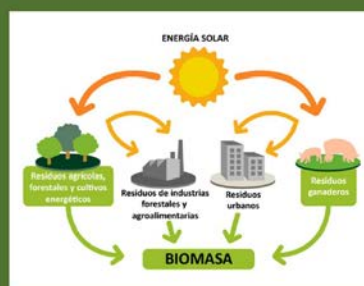 ENERGÍA SOLAR
Residuos agrícolas,
forestales y cultivos
energéticos
Residuos de industrias
forestales y
agroalimentarias
Residuos
urbanos
Residuos
ganaderos
BIOMASA